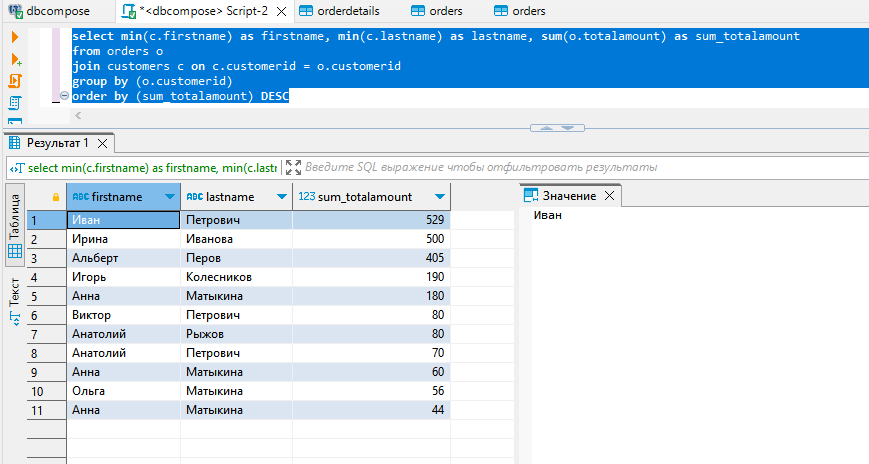 dbcompose *<dbcompose> Script-2 orderdetails orders orders
select min(c.firstname) as firstname, min(c.lastname) as lastname, sum(o.totalamount) as sum_totalamount
from orders o
join customers c on c.customerid = o.customerid
group by (o.customerid)
order by (sum_totalamount) DESC
Результат 1
select min(c.firstname) as firstname, min(c.lastn Введите SQL выражение чтобы отфильтровать результаты
Таблица
Текст
ABC firstname ABC lastname 123 sum_totalamount
1 Иван Петрович 529
2 Ирина Иванова 500
3 Альберт Перов 405
4 Игорь Колесников 190
5 Анна Матыкина 180
6 Виктор Петрович 80
7 Анатолий Рыжов 80
8 Анатолий Петрович 70
9 Анна Матыкина 60
10 Ольга Матыкина 56
11 Анна Матыкина 44
Значение
Иван